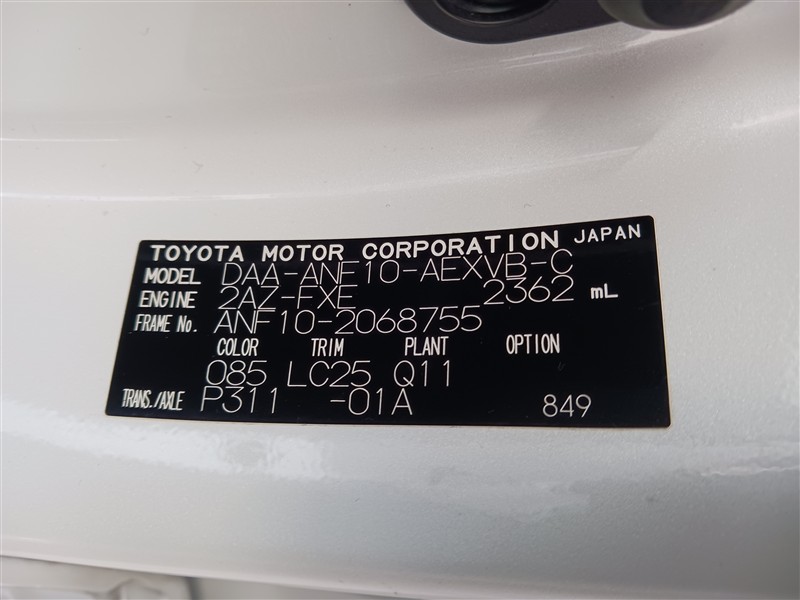 TOYOTA MOTOR CORPORATION JAPAN
MODEL DAA-ANF10-AEXVB-C
ENGINE 2AZ-FXE 2362 mL
FRAME No. ANF10-2068755
COLOR TRIM PLANT OPTION
085 LC25 Q11
TRANS./AXLE P311 -01A 849